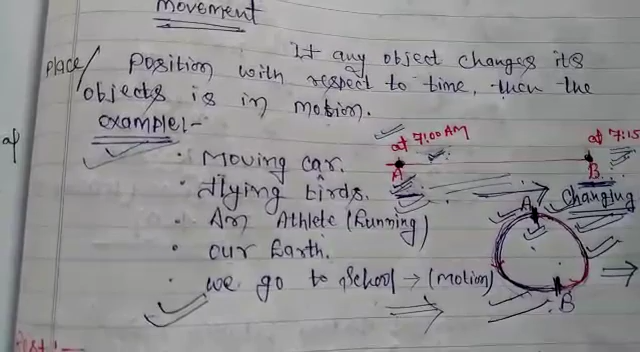 movement
If any object changes its
place/ Position with respect to time, then the
objects is in motion.
example:-
at 7:00 AM
at 7:15
A
B
• Moving car.
• flying birds.
Changing
• An Athlete (Running)
A
• Our Earth.
• we go to School → (Motion)
B